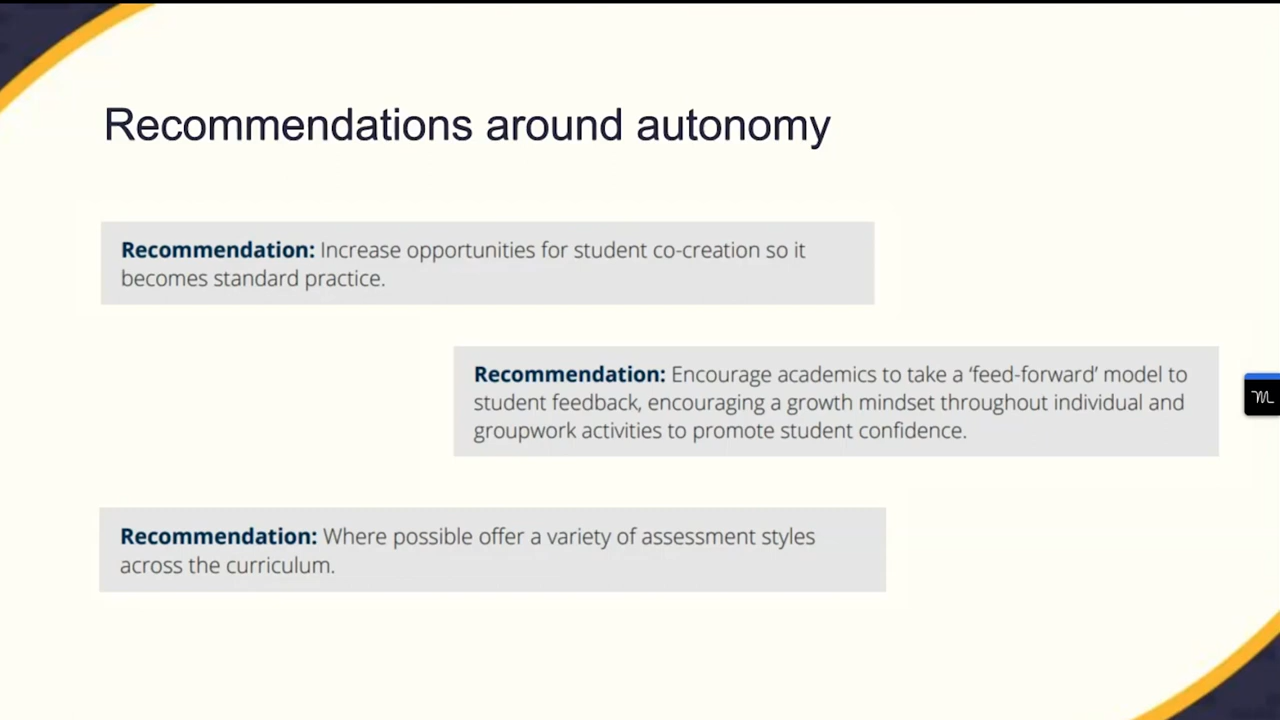 Recommendations around autonomy
Recommendation: Increase opportunities for student co-creation so it
becomes standard practice.
Recommendation: Encourage academics to take a ‘feed-forward’ model to
student feedback, encouraging a growth mindset throughout individual and
groupwork activities to promote student confidence.
Recommendation: Where possible offer a variety of assessment styles
across the curriculum.